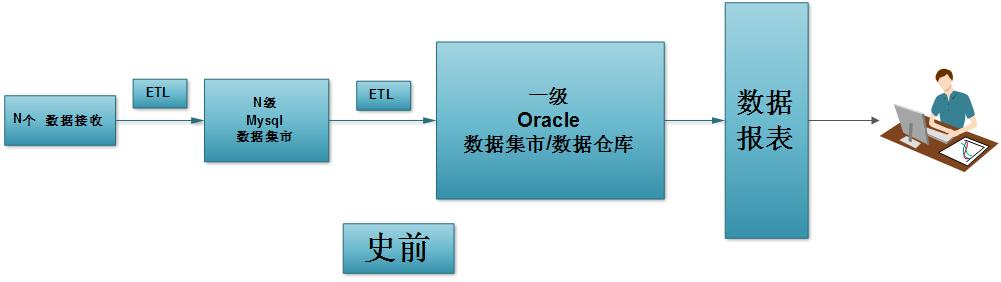 N个 数据接收
ETL
N级
Mysql
数据集市
ETL
一级
Oracle
数据集市/数据仓库
数据
报表
史前